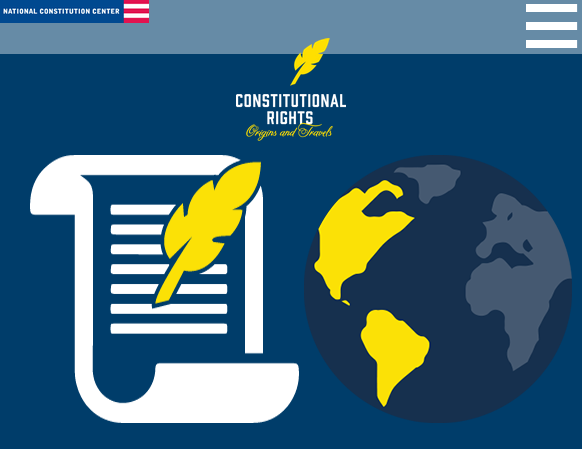 NATIONAL CONSTITUTION CENTER
CONSTITUTIONAL
RIGHTS
Origins and Travels